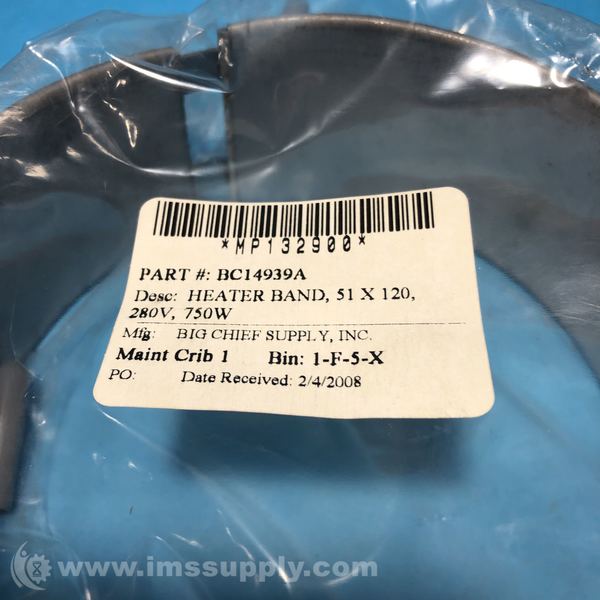 *MP132900*
PART #: BC14939A
Desc: HEATER BAND, 51 X 120,
280V, 750W
Mfg: BIG CHIEF SUPPLY, INC.
Maint Crib 1 Bin: 1-F-5-X
PO: Date Received: 2/4/2008
www.imssupply.com